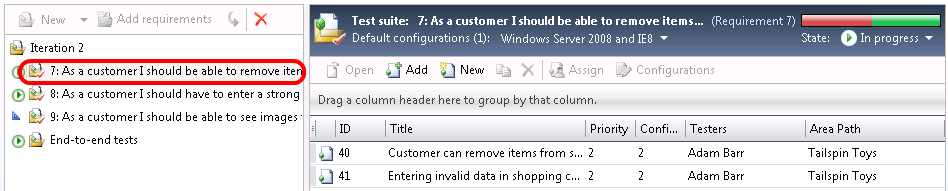 New Add requirements
Iteration 2
7: As a customer I should be able to remove item
8: As a customer I should have to enter a strong
9: As a customer I should be able to see images
End-to-end tests
Test suite: 7: As a customer I should be able to remove items... (Requirement 7)
Default configurations (1): Windows Server 2008 and IE8 State: In progress
Open Add New Assign Configurations
Drag a column header here to group by that column.
ID Title Priority Confi... Testers Area Path
40 Customer can remove items from s... 2 2 Adam Barr Tailspin Toys
41 Entering invalid data in shopping c... 2 2 Adam Barr Tailspin Toys